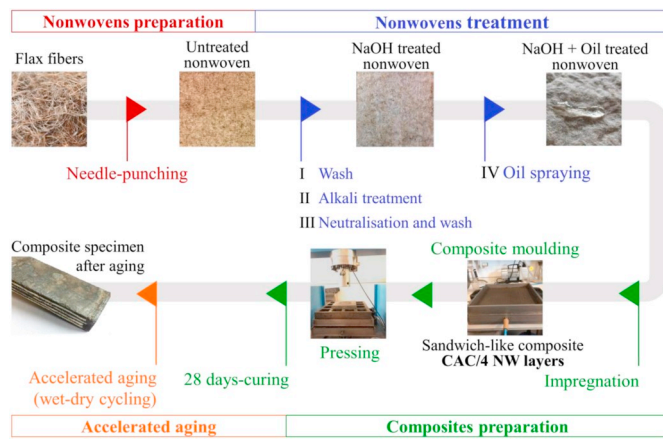 Nonwovens preparation
Nonwovens treatment
Flax fibers
Untreated
nonwoven
NaOH treated
nonwoven
NaOH + Oil treated
nonwoven
Needle-punching
I Wash
II Alkali treatment
III Neutralisation and wash
IV Oil spraying
Composite specimen
after aging
Composite moulding
Accelerated aging
(wet-dry cycling)
28 days-curing
Pressing
Sandwich-like composite
CAC/4 NW layers
Impregnation
Accelerated aging
Composites preparation